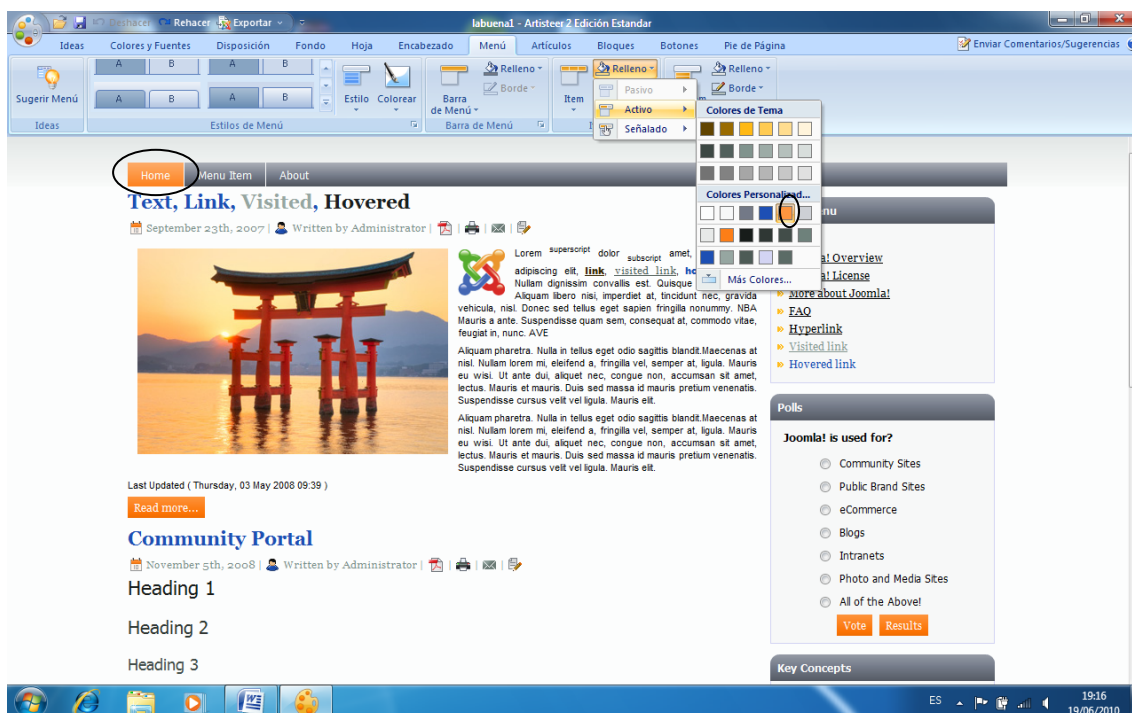 Deshacer Rehacer Exportar
labuena1 - Artisteer 2 Edición Estandar
Ideas Colores y Fuentes Disposición Fondo Hoja Encabezado Menú Artículos Bloques Botones Pie de Página Enviar Comentarios/Sugerencias
A B A B
A B A B
Sugerir Menú
Estilo Colorear
Barra de Menú
Relleno
Borde
Item
Relleno
Relleno
Borde
Ideas Estilos de Menú Barra de Menú
Pasivo
Activo
Señalado
Colores de Tema
Colores Personalizad...
Más Colores...
Home Menu Item About
Text, Link, Visited, Hovered
September 23th, 2007 | Written by Administrator |
Lorem superscript dolor subscript amet,
adipiscing elit, link, visited link,
Nullam dignissim convallis est. Quisque
Aliquam libero nisi, imperdiet at, tincidunt nec, gravida
vehicula, nisl. Donec sed tellus eget sapien fringilla nonummy. NBA
Mauris a ante. Suspendisse quam sem, consequat at, commodo vitae,
feugiat in, nunc. AVE
Aliquam pharetra. Nulla in tellus eget odio sagittis blandit.Maecenas at
nisl. Nullam lorem mi, eleifend a, fringilla vel, semper at, ligula. Mauris
eu wisi. Ut ante dui, aliquet nec, congue non, accumsan sit amet,
lectus. Mauris et mauris. Duis sed massa id mauris pretium venenatis.
Suspendisse cursus velit vel ligula. Mauris elit.
Aliquam pharetra. Nulla in tellus eget odio sagittis blandit.Maecenas at
nisl. Nullam lorem mi, eleifend a, fringilla vel, semper at, ligula. Mauris
eu wisi. Ut ante dui, aliquet nec, congue non, accumsan sit amet,
lectus. Mauris et mauris. Duis sed massa id mauris pretium venenatis.
Suspendisse cursus velit vel ligula. Mauris elit.
Last Updated ( Thursday, 03 May 2008 09:39 )
Read more...
Community Portal
November 5th, 2008 | Written by Administrator |
Heading 1
Heading 2
Heading 3
nu
Overview
License
More about Joomla!
FAQ
Hyperlink
Visited link
Hovered link
Polls
Joomla! is used for?
Community Sites
Public Brand Sites
eCommerce
Blogs
Intranets
Photo and Media Sites
All of the Above!
Vote Results
Key Concepts
ES
19:16
19/06/2010